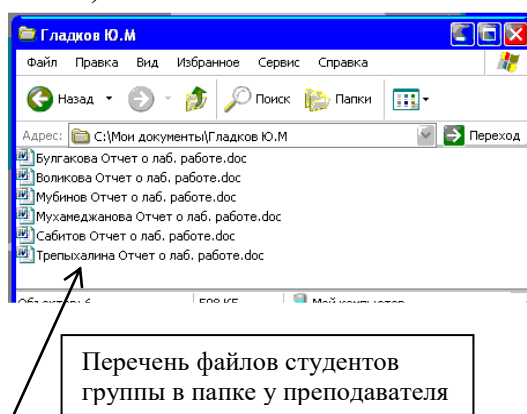 Гладков Ю.М
Файл Правка Вид Избранное Сервис Справка
Назад Поиск Папки
Адрес: C:\Мои документы\Гладков Ю.М Переход
Булгакова Отчет о лаб. работе.doc
Воликова Отчет о лаб. работе.doc
Мубинов Отчет о лаб. работе.doc
Мухамеджанова Отчет о лаб. работе.doc
Сабитов Отчет о лаб. работе.doc
Трепыхалина Отчет о лаб. работе.doc
Перечень файлов студентов
группы в папке у преподавателя